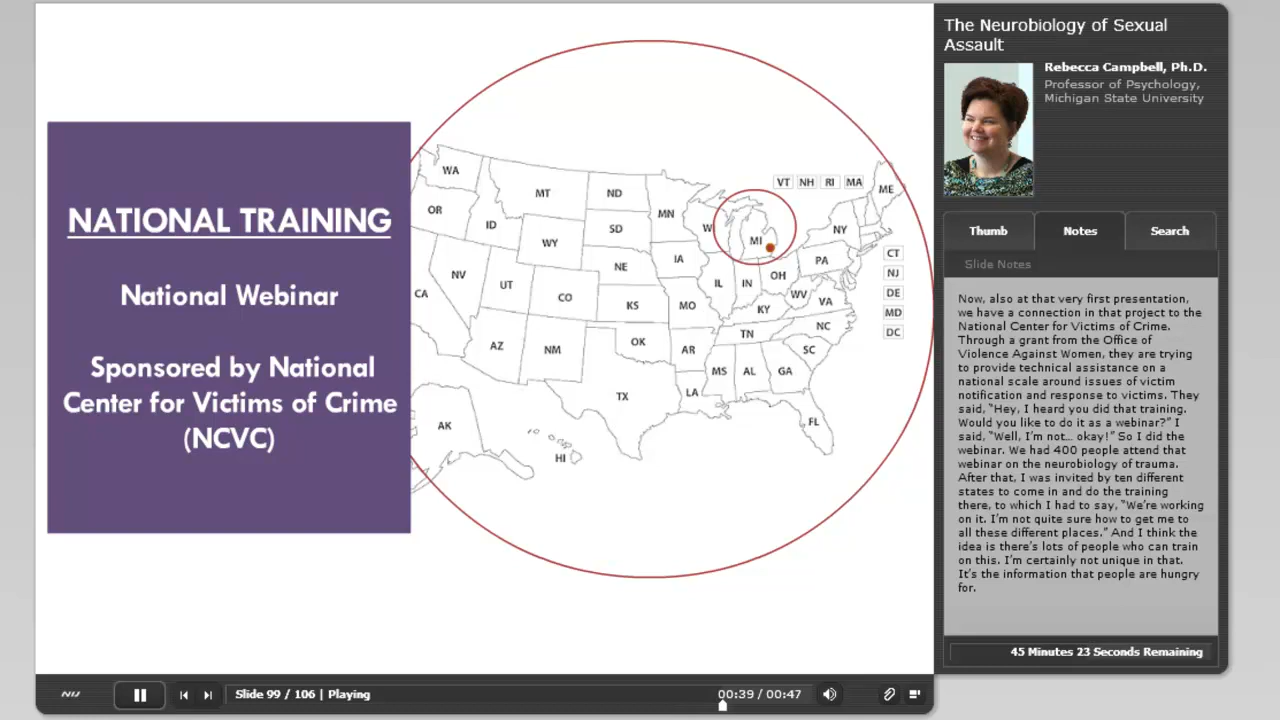 NATIONAL TRAINING
National Webinar
Sponsored by National
Center for Victims of Crime
(NCVC)
WA
MT
ND
MN
VT NH RI MA
ME
OR
ID
WY
SD
W
MI
NY
NV
UT
CO
NE
IA
IL
IN
OH
PA
CT
NJ
CA
KS
MO
KY
WV
VA
DE
MD
AZ
NM
OK
AR
TN
NC
DC
TX
LA
MS
AL
GA
SC
AK
HI
FL
The Neurobiology of Sexual
Assault
Rebecca Campbell, Ph.D.
Professor of Psychology,
Michigan State University
Thumb
Notes
Search
Slide Notes
Now, also at that very first presentation,
we have a connection in that project to the
National Center for Victims of Crime.
Through a grant from the Office of
Violence Against Women, they are trying
to provide technical assistance on a
national scale around issues of victim
notification and response to victims. They
said, “Hey, I heard you did that training.
Would you like to do it as a webinar?” I
said, “Well, I’m not… okay!” So I did the
webinar. We had 400 people attend that
webinar on the neurobiology of trauma.
After that, I was invited by ten different
states to come in and do the training
there, to which I had to say, “We’re working
on it. I’m not quite sure how to get me to
all these different places.” And I think the
idea is there’s lots of people who can train
on this. I’m certainly not unique in that.
It’s the information that people are hungry
for.
45 Minutes 23 Seconds Remaining
NIJ
Slide 99 / 106 | Playing
00:39 / 00:47